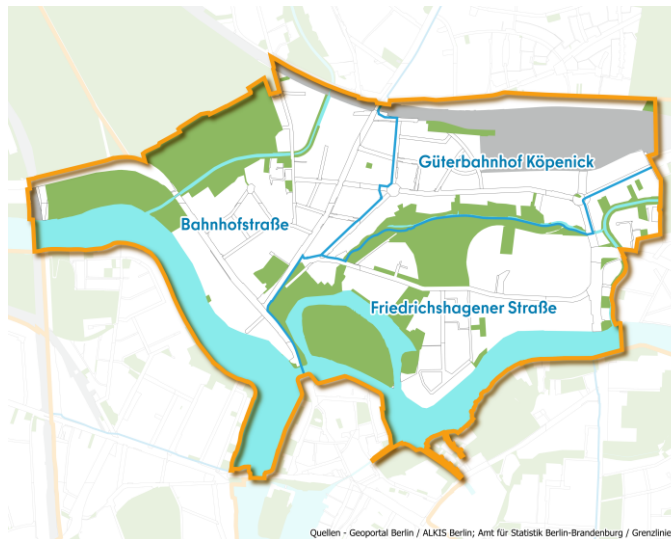 Güterbahnhof Köpenick
Bahnhofstraße
Friedrichshagener Straße
Quellen - Geoportal Berlin / ALKIS Berlin; Amt für Statistik Berlin-Brandenburg / Grenzlinie